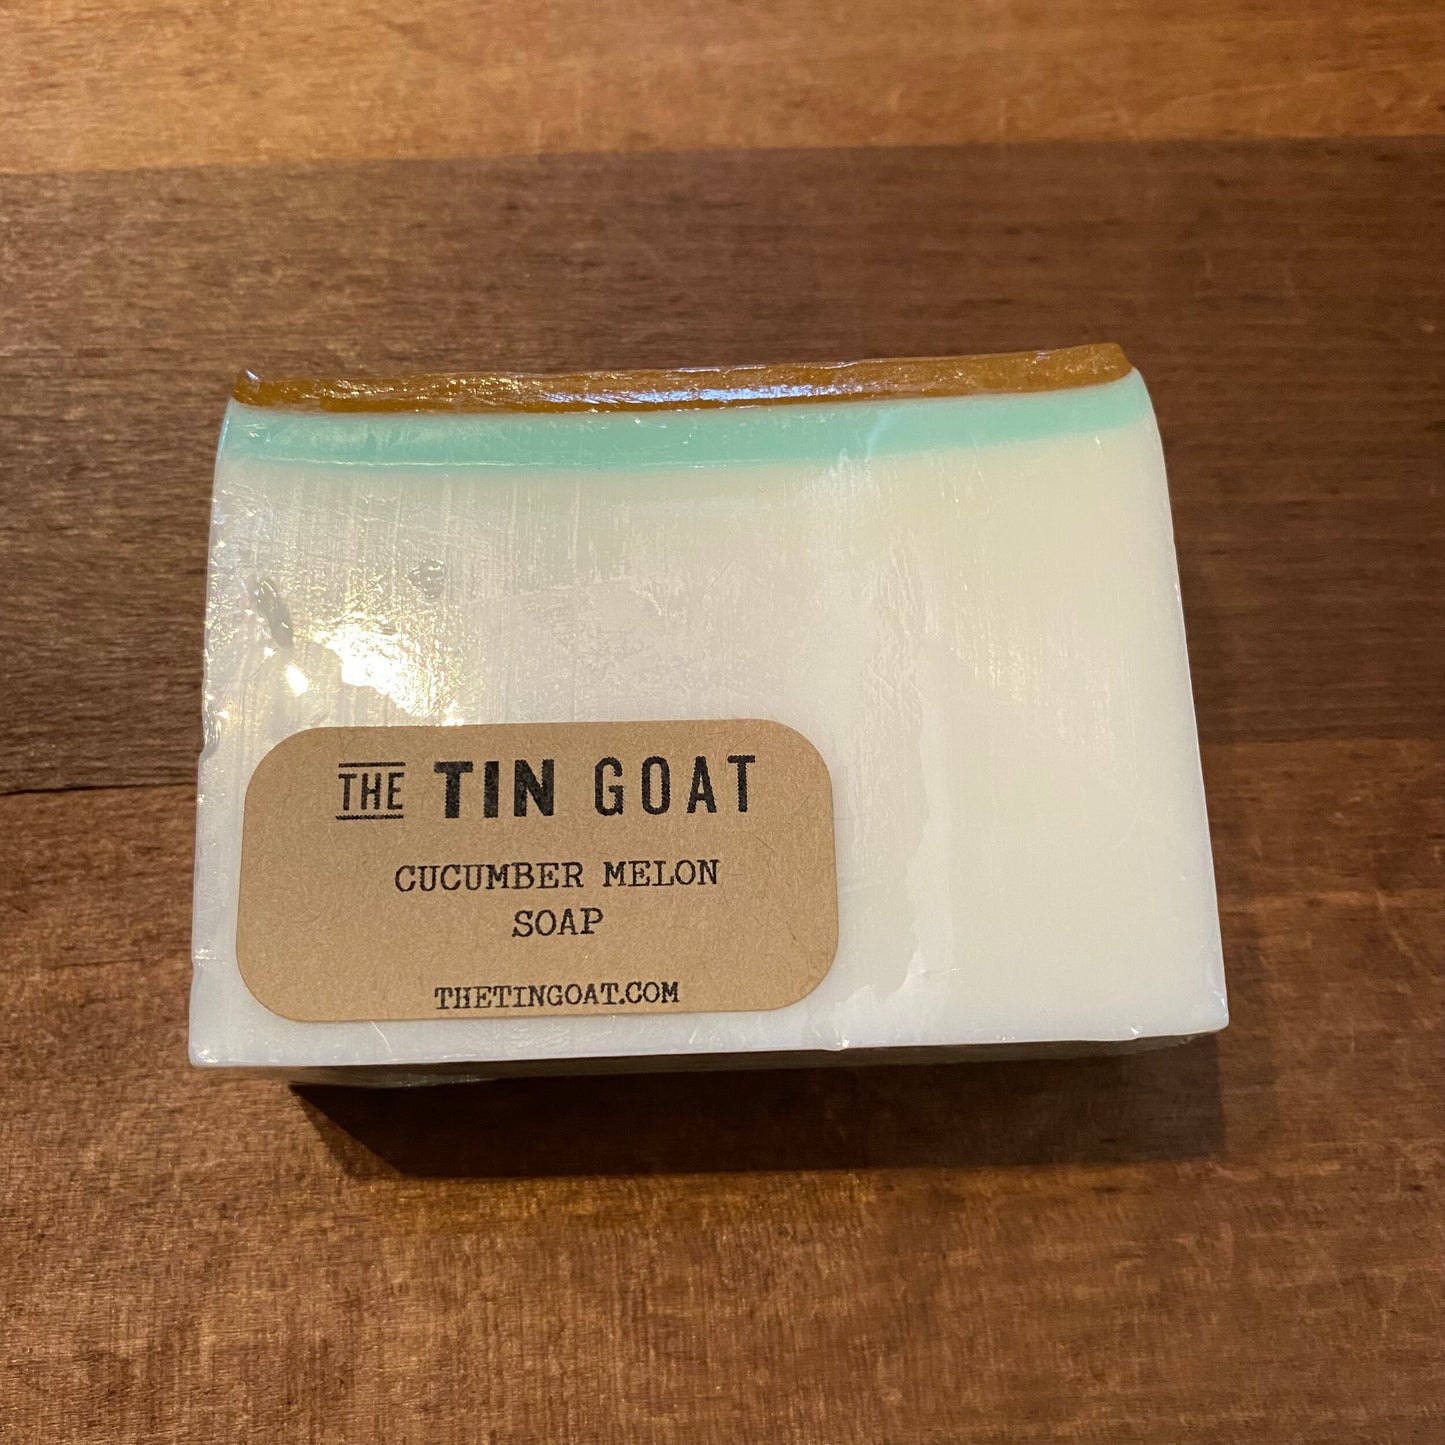 THE TIN GOAT
CUCUMBER MELON
SOAP
THETINGOAT.COM